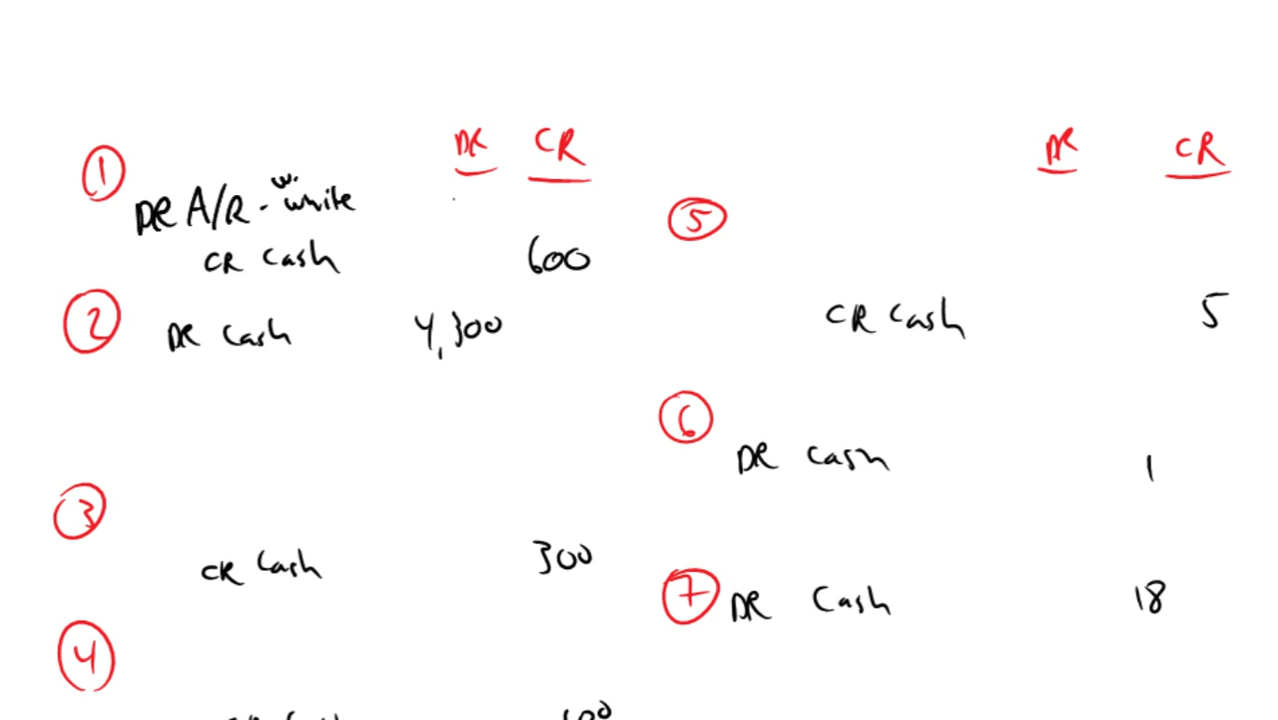 DR CR
① w.
DR A/R - white
CR Cash 600
② DR Cash 4,300
③
CR Cash 300
④
DR CR
⑤
CR Cash 5
⑥
DR Cash 1
⑦ DR Cash 18